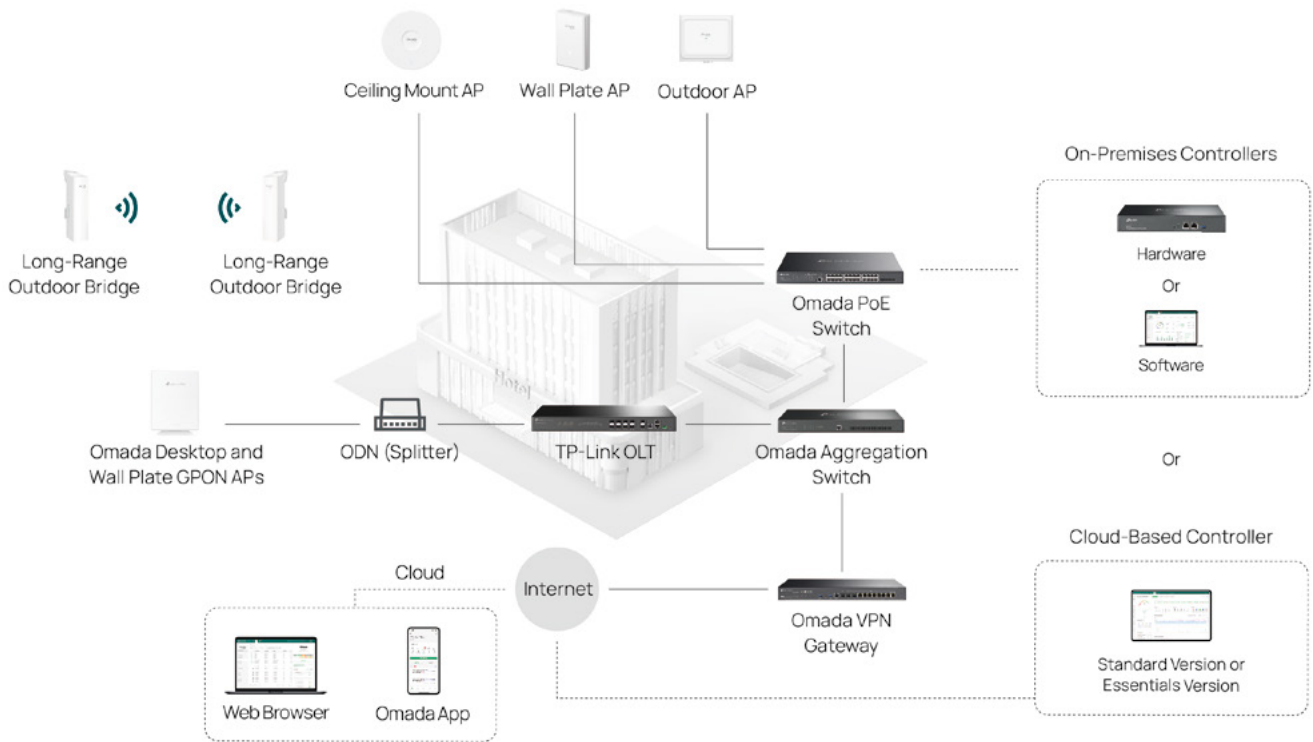 Ceiling Mount AP
Wall Plate AP
Outdoor AP
On-Premises Controllers
Hardware
Or
Software
Long-Range
Outdoor Bridge
Long-Range
Outdoor Bridge
Omada PoE
Switch
Hotel
Omada Desktop and
Wall Plate GPON APs
ODN (Splitter)
TP-Link OLT
Omada Aggregation
Switch
Or
Cloud-Based Controller
Standard Version or
Essentials Version
Cloud
Internet
Omada VPN
Gateway
Web Browser
Omada App